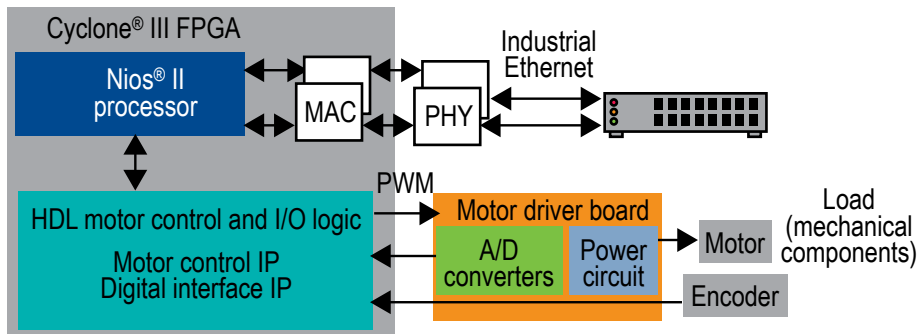 Cyclone® III FPGA
Nios® II
processor
MAC
PHY
Industrial
Ethernet
PWM
HDL motor control and I/O logic
Motor control IP
Digital interface IP
Motor driver board
A/D
converters
Power
circuit
Motor
Encoder
Load
(mechanical
components)